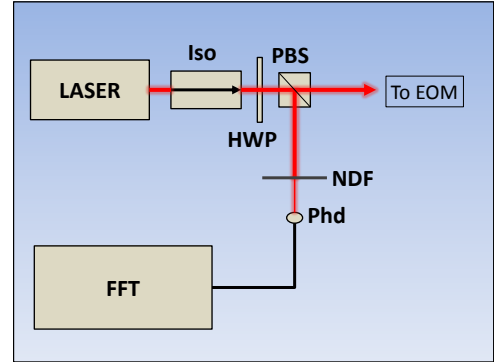 Iso
PBS
LASER
To EOM
HWP
NDF
Phd
FFT